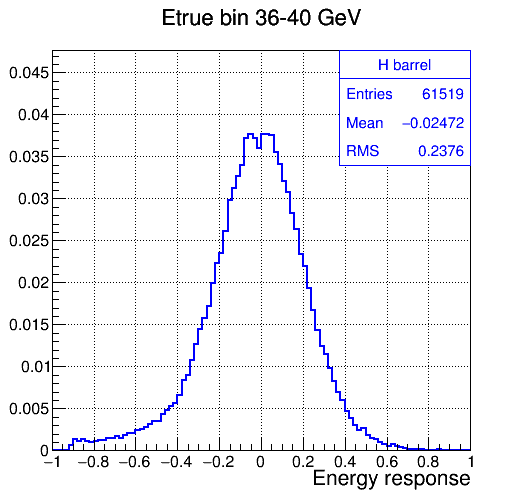 Etrue bin 36-40 GeV
H barrel
Entries 61519
Mean −0.02472
RMS 0.2376
0.045
0.04
0.035
0.03
0.025
0.02
0.015
0.01
0.005
0
−1 −0.8 −0.6 −0.4 −0.2 0 0.2 0.4 0.6 0.8 1
Energy response